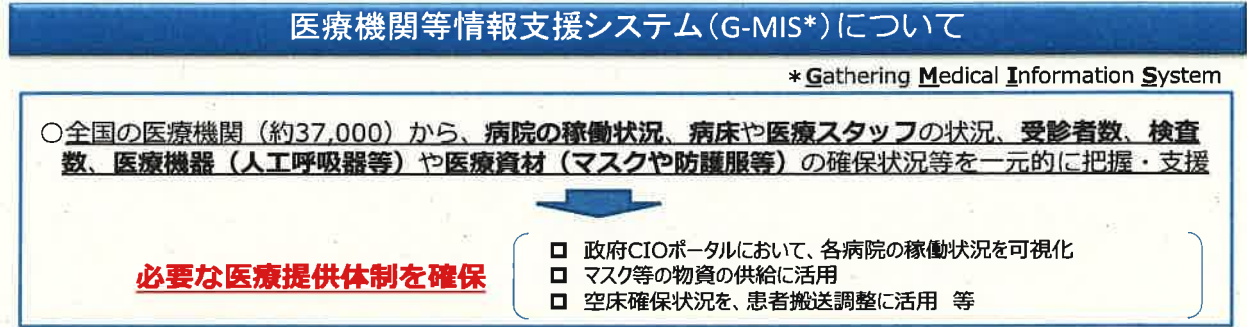 医療機関等情報支援システム(G-MIS*)について
*Gathering Medical Information System
○全国の医療機関(約37,000)から、病院の稼働状況、病床や医療スタッフの状況、受診者数、検査
数、医療機器(人工呼吸器等)や医療資材(マスクや防護服等)の確保状況等を一元的に把握・支援
必要な医療提供体制を確保
□ 政府CIOポータルにおいて、各病院の稼働状況を可視化
□ マスク等の物資の供給に活用
□ 空床確保状況を、患者搬送調整に活用 等